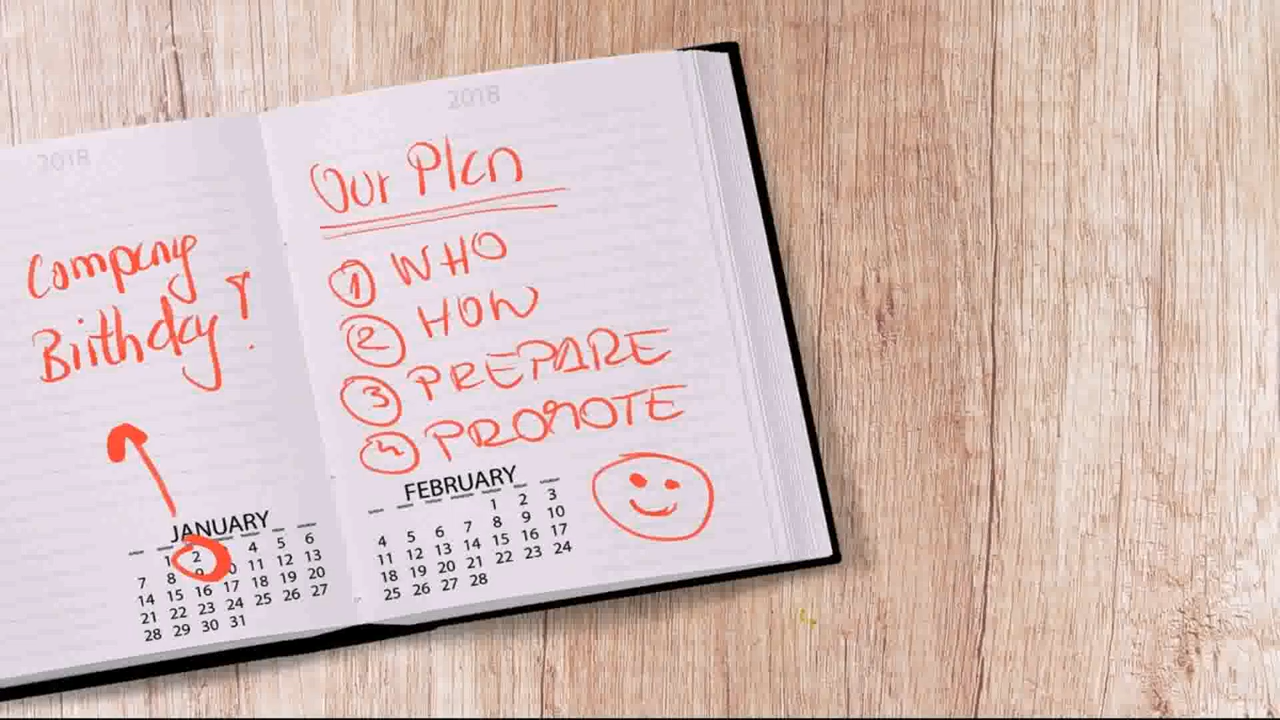 2018
Company
Birthday!
JANUARY
1 2 4 5 6
7 8 9 10 11 12 13
14 15 16 17 18 19 20
21 22 23 24 25 26 27
28 29 30 31
2018
Our Plan
1 WHO
2 HOW
3 PREPARE
4 PROMOTE
FEBRUARY
1 2 3
4 5 6 7 8 9 10
11 12 13 14 15 16 17
18 19 20 21 22 23 24
25 26 27 28